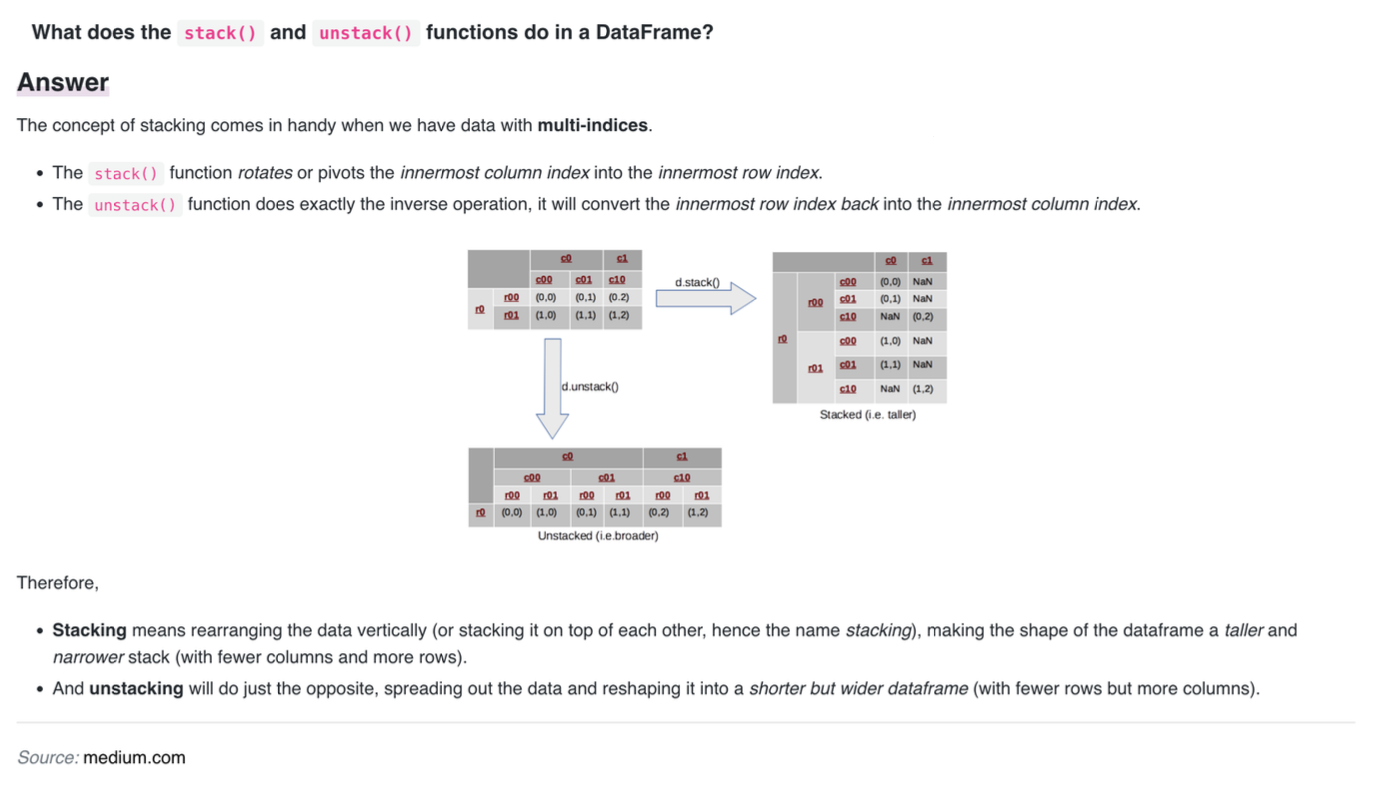 What does the stack() and unstack() functions do in a DataFrame?
Answer
The concept of stacking comes in handy when we have data with multi-indices.
• The stack() function rotates or pivots the innermost column index into the innermost row index.
• The unstack() function does exactly the inverse operation, it will convert the innermost row index back into the innermost column index.
c0 c1
c00 c01 c10
r0
r00 (0,0) (0,1) (0.2)
r01 (1,0) (1,1) (1,2)
d.stack()
c0 c1
r0
r00
c00 (0,0) NaN
c01 (0,1) NaN
c10 NaN (0,2)
r01
c00 (1,0) NaN
c01 (1,1) NaN
c10 NaN (1,2)
Stacked (i.e. taller)
d.unstack()
c0 c1
c00 c01 c10
r00 r01 r00 r01 r00 r01
r0 (0,0) (1,0) (0,1) (1,1) (0,2) (1,2)
Unstacked (i.e.broader)
Therefore,
• Stacking means rearranging the data vertically (or stacking it on top of each other, hence the name stacking), making the shape of the dataframe a taller and
narrower stack (with fewer columns and more rows).
• And unstacking will do just the opposite, spreading out the data and reshaping it into a shorter but wider dataframe (with fewer rows but more columns).
Source: medium.com